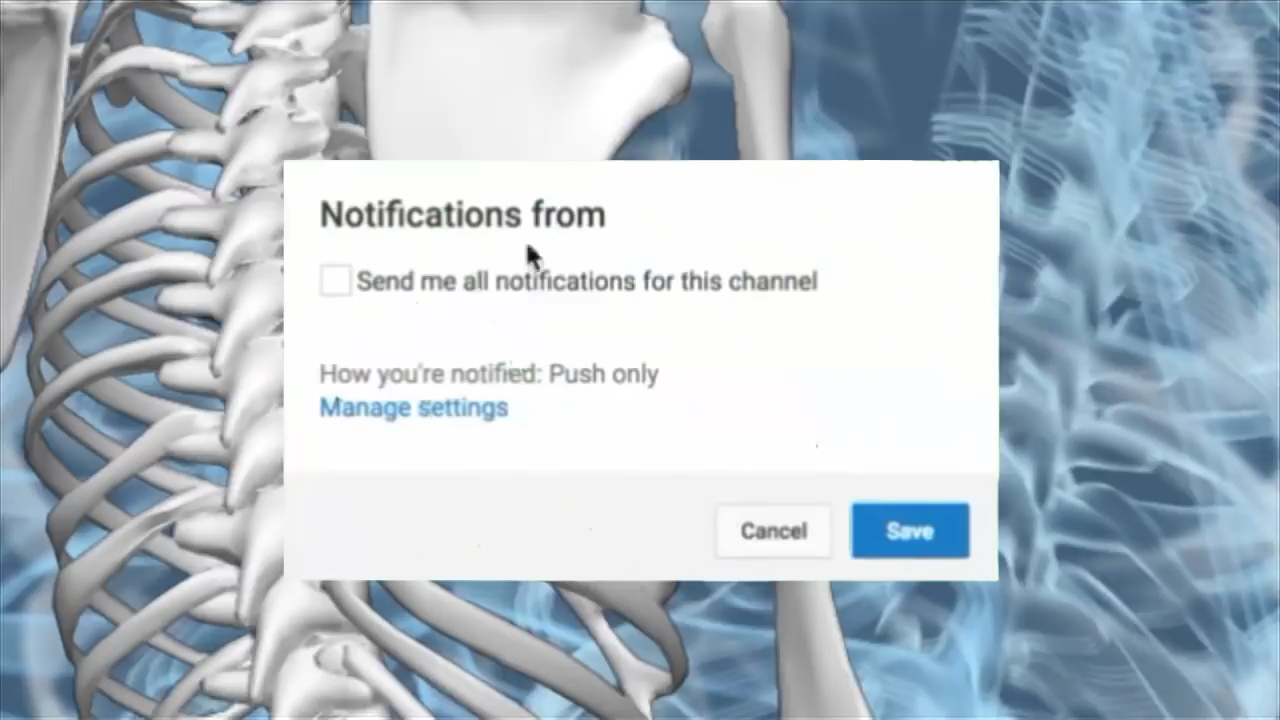 Notifications from
Send me all notifications for this channel
How you're notified: Push only
Manage settings
Cancel
Save